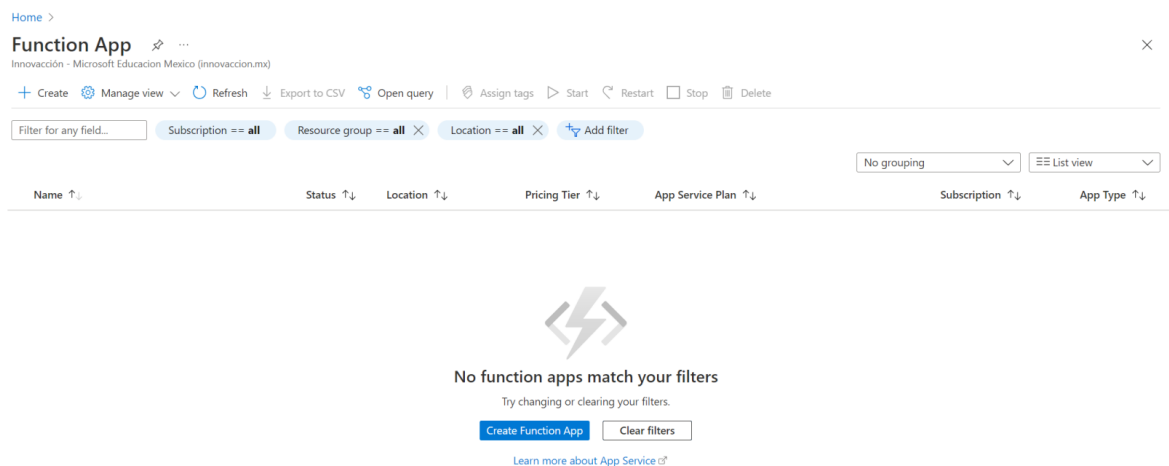 Home >
Function App ...
Innovacción - Microsoft Educacion Mexico (innovaccion.mx)
Create Manage view Refresh Export to CSV Open query Assign tags Start Restart Stop Delete
Filter for any field... Subscription == all Resource group == all Location == all Add filter
No grouping List view
Name Status Location Pricing Tier App Service Plan Subscription App Type
No function apps match your filters
Try changing or clearing your filters.
Create Function App Clear filters
Learn more about App Service